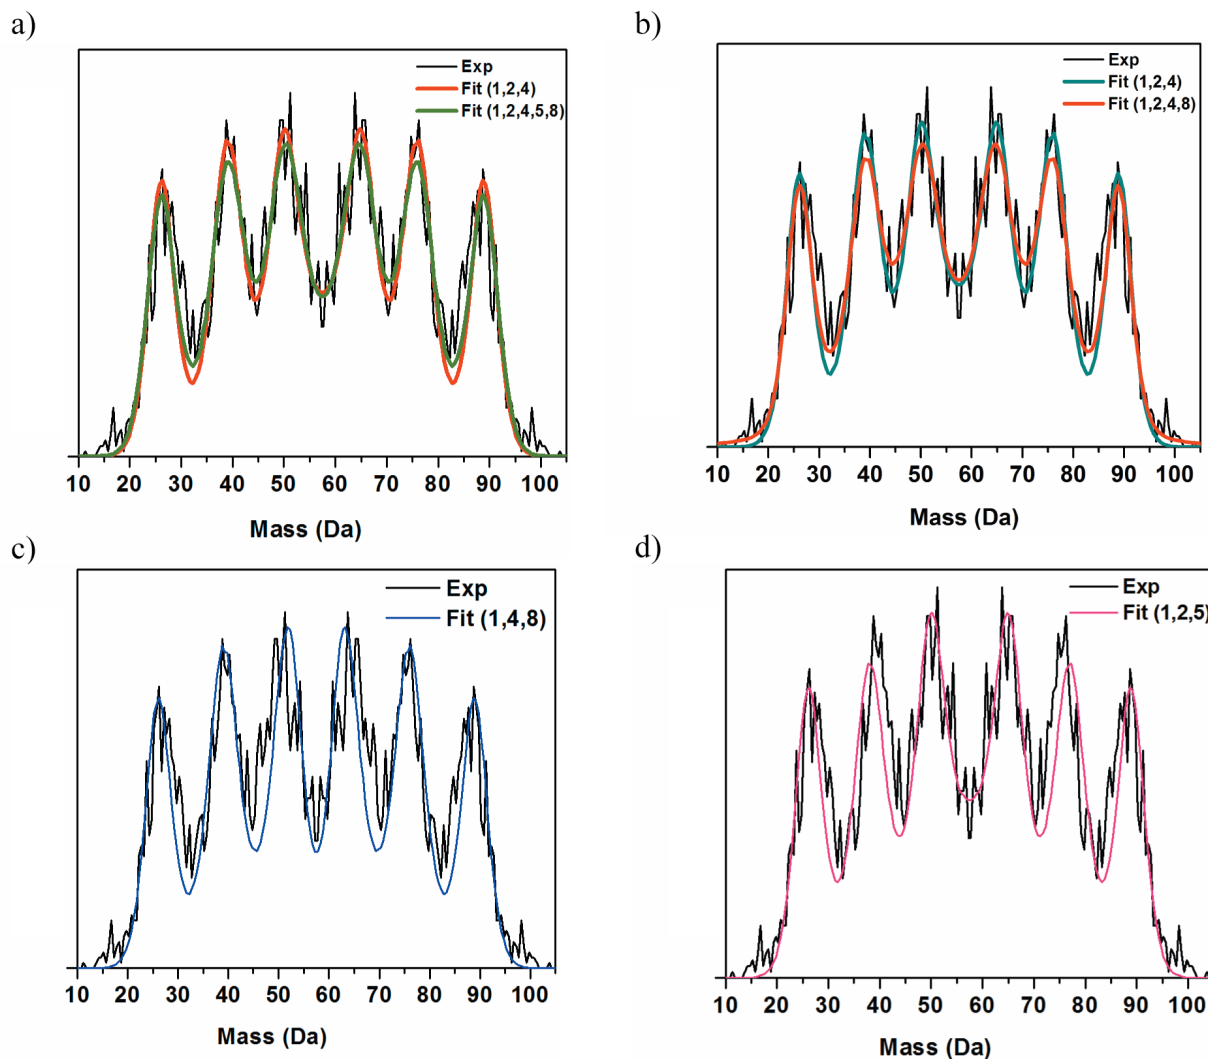 a)
Exp
Fit (1,2,4)
Fit (1,2,4,5,8)
10 20 30 40 50 60 70 80 90 100
Mass (Da)
b)
Exp
Fit (1,2,4)
Fit (1,2,4,8)
10 20 30 40 50 60 70 80 90 100
Mass (Da)
c)
Exp
Fit (1,4,8)
10 20 30 40 50 60 70 80 90 100
Mass (Da)
d)
Exp
Fit (1,2,5)
10 20 30 40 50 60 70 80 90 100
Mass (Da)